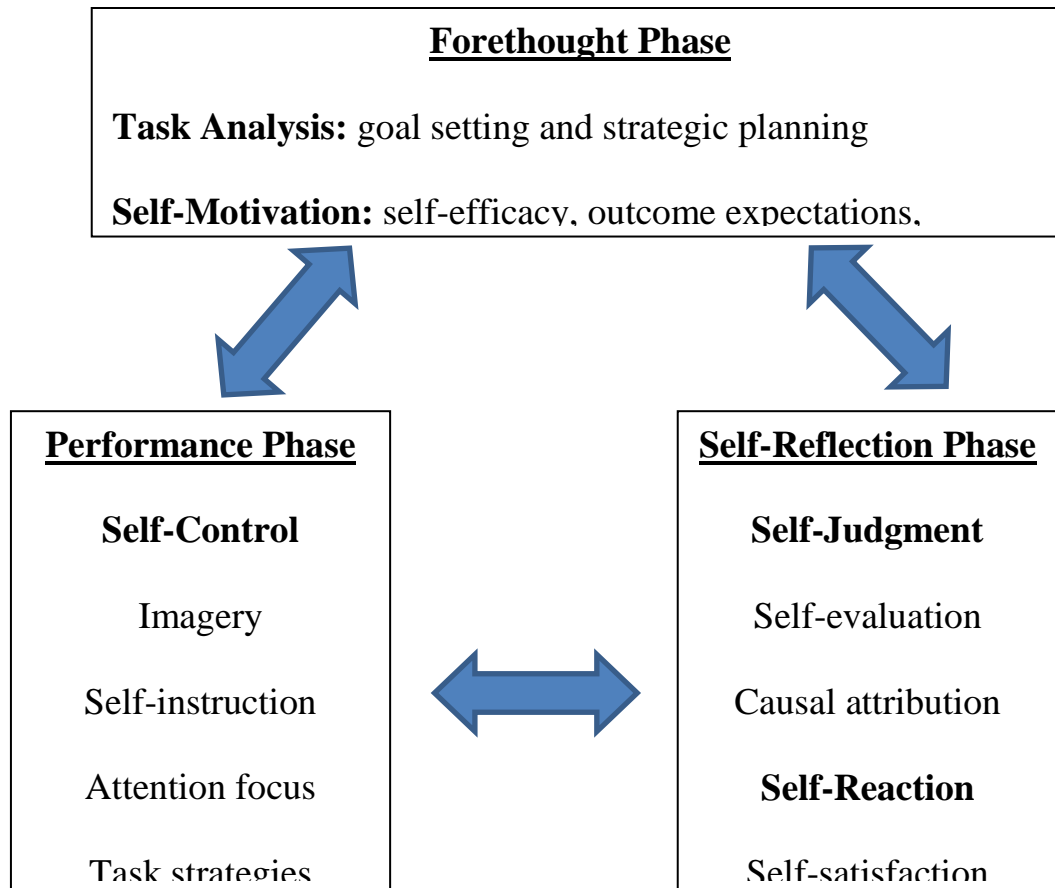 Forethought Phase
Task Analysis: goal setting and strategic planning
Self-Motivation: self-efficacy, outcome expectations,
Performance Phase
Self-Control
Imagery
Self-instruction
Attention focus
Task strategies
Self-Reflection Phase
Self-Judgment
Self-evaluation
Causal attribution
Self-Reaction
Self-satisfaction